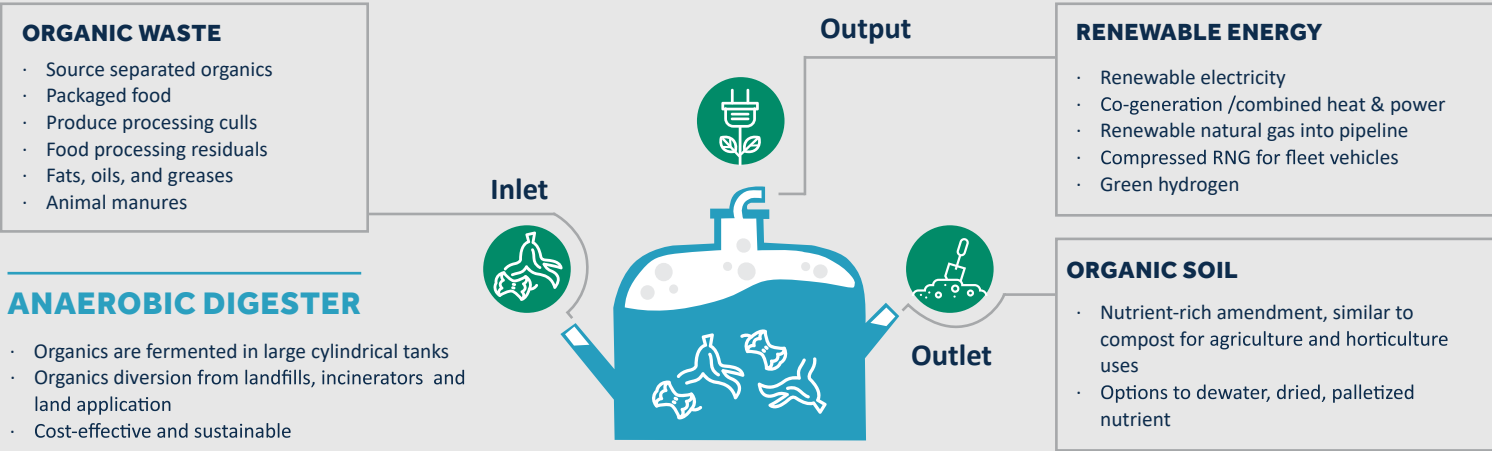 ORGANIC WASTE
· Source separated organics
· Packaged food
· Produce processing culls
· Food processing residuals
· Fats, oils, and greases
· Animal manures
ANAEROBIC DIGESTER
· Organics are fermented in large cylindrical tanks
· Organics diversion from landfills, incinerators and
land application
· Cost-effective and sustainable
Inlet
Output
Outlet
RENEWABLE ENERGY
· Renewable electricity
· Co-generation /combined heat & power
· Renewable natural gas into pipeline
· Compressed RNG for fleet vehicles
· Green hydrogen
ORGANIC SOIL
· Nutrient-rich amendment, similar to
compost for agriculture and horticulture
uses
· Options to dewater, dried, palletized
nutrient